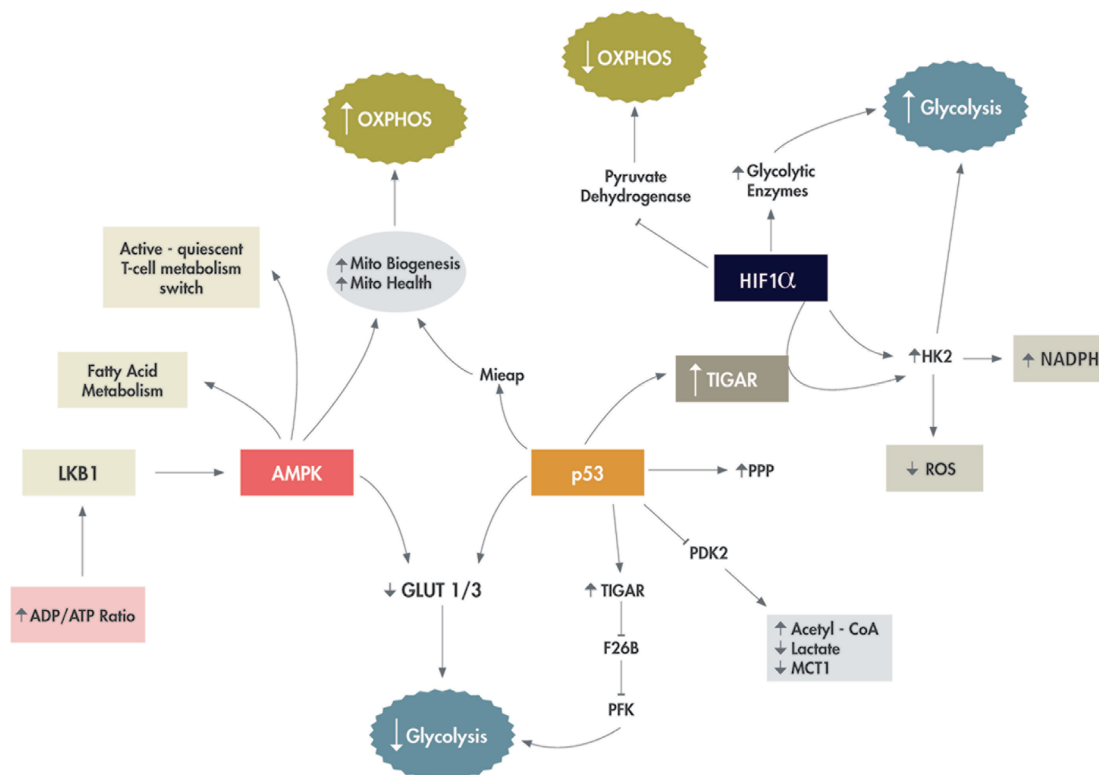 ↓ OXPHOS
↑ OXPHOS
↑ Glycolysis
Pyruvate
Dehydrogenase
↑ Glycolytic
Enzymes
Active - quiescent
T-cell metabolism
switch
↑ Mito Biogenesis
↑ Mito Health
HIF1α
Fatty Acid
Metabolism
Mieap
↑ TIGAR
↑ HK2
↑ NADPH
LKB1
AMPK
p53
↑ PPP
↓ ROS
PDK2
↑ ADP/ATP Ratio
↓ GLUT 1/3
↑ TIGAR
F26B
↑ Acetyl - CoA
↓ Lactate
↓ MCT1
PFK
↓ Glycolysis